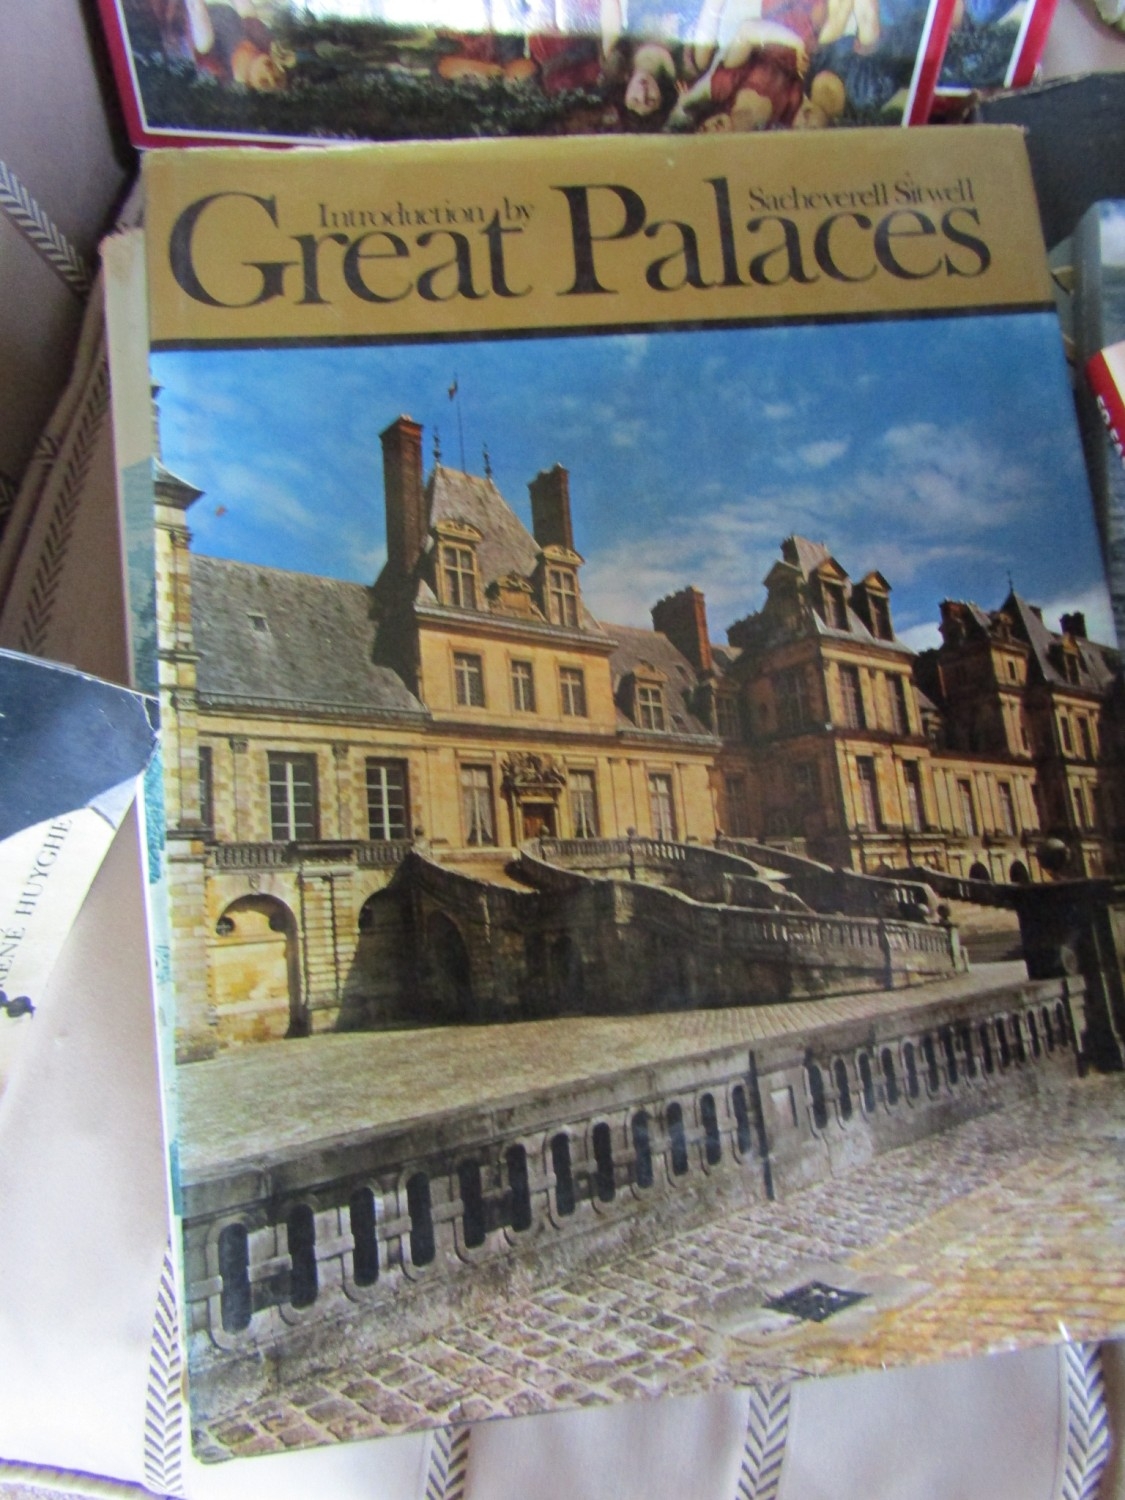 Introduction by Sacheverell Sitwell
Great Palaces
RENÉ HUYGHE